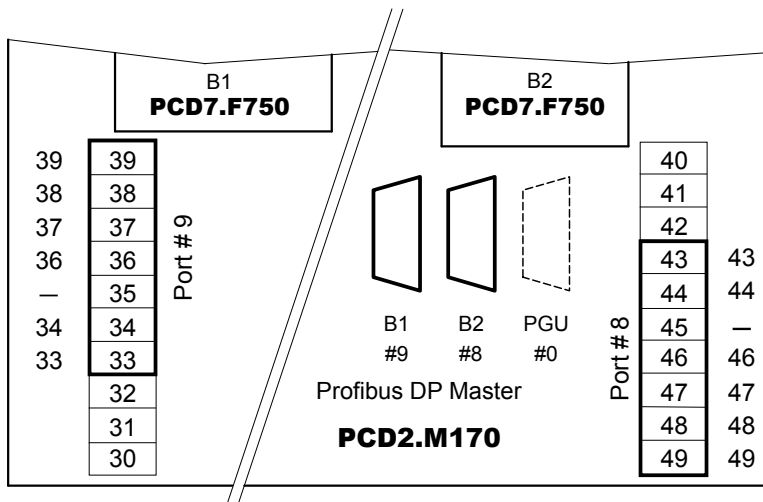 B1
PCD7.F750
B2
PCD7.F750
39 39
38 38
37 37
36 36
– 35
34 34
33 33
32
31
30
Port # 9
B1
#9
B2
#8
PGU
#0
Profibus DP Master
PCD2.M170
Port # 8
40
41
42
43 43
44 44
45 –
46 46
47 47
48 48
49 49